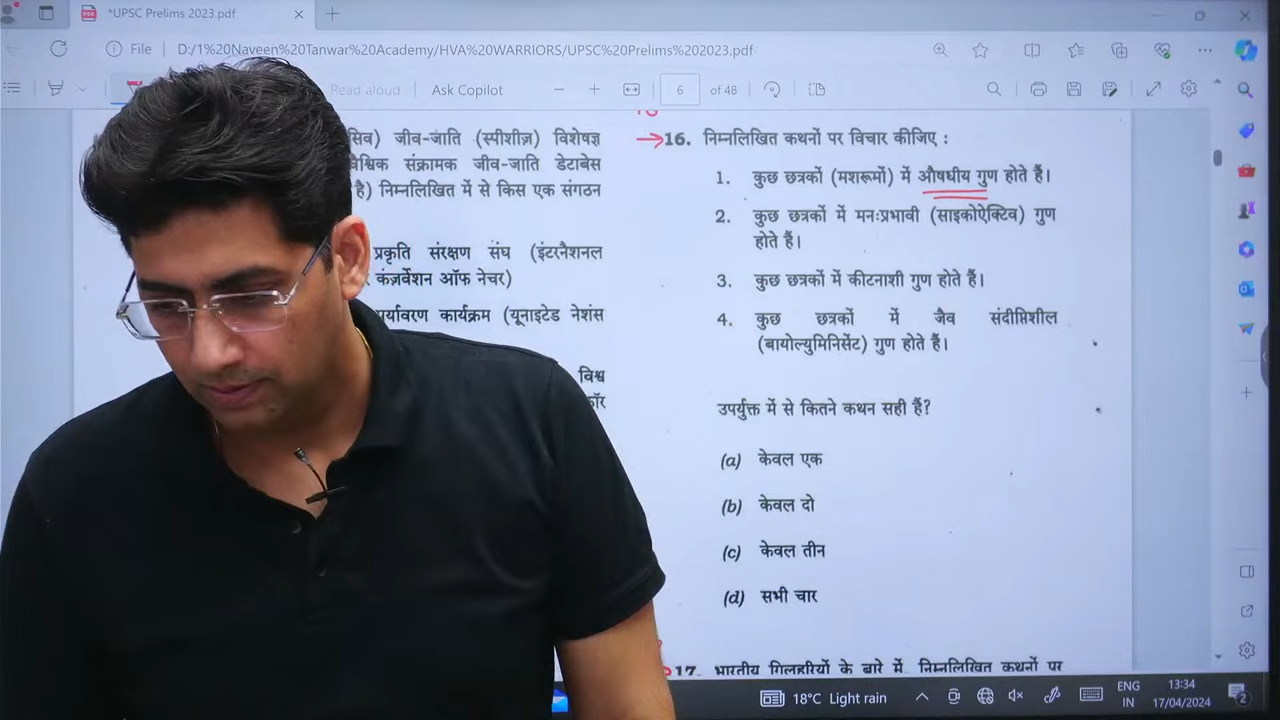 *UPSC Prelims 2023.pdf
File D:/1%20Naveen%20Tanwar%20Academy/HVA%20WARRIORS/UPSC%20Prelims%202023.pdf
Read aloud Ask Copilot 6 of 48
जीव-जाति (स्पीशीज़) विशेषज्ञ
संक्रामक जीव-जाति डेटाबेस
है) निम्नलिखित में से किस एक संगठन
प्रकृति संरक्षण संघ (इंटरनैशनल
कंज़र्वेशन ऑफ नेचर)
कार्यक्रम (यूनाइटेड नेशंस
विश्व
16. निम्नलिखित कथनों पर विचार कीजिए :
1. कुछ छत्रकों (मशरूमों) में औषधीय गुण होते हैं।
2. कुछ छत्रकों में मनःप्रभावी (साइकोऐक्टिव) गुण
होते हैं।
3. कुछ छत्रकों में कीटनाशी गुण होते हैं।
4. कुछ छत्रकों में जैव संदीप्तिशील
(बायोल्युमिनिसेंट) गुण होते हैं।
उपर्युक्त में से कितने कथन सही हैं?
(a) केवल एक
(b) केवल दो
(c) केवल तीन
(d) सभी चार
17. भारतीय गिलहरियों के बारे में, निम्नलिखित कथनों पर
18°C Light rain
ENG
IN
13:34
17/04/2024
2